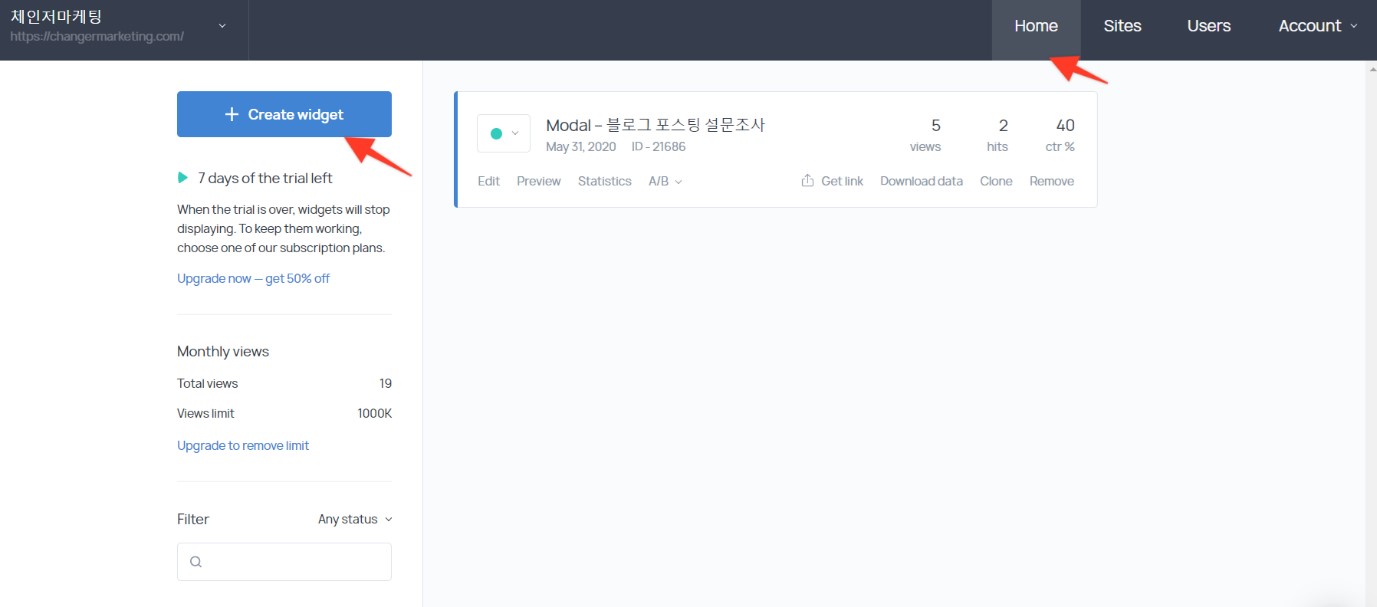 체인저마케팅
https://changermarketing.com/
Home
Sites
Users
Account
Create widget
7 days of the trial left
When the trial is over, widgets will stop
displaying. To keep them working,
choose one of our subscription plans.
Upgrade now — get 50% off
Monthly views
Total views 19
Views limit 1000K
Upgrade to remove limit
Filter Any status
Modal – 블로그 포스팅 설문조사
May 31, 2020 ID - 21686
5 2 40
views hits ctr %
Edit Preview Statistics A/B Get link Download data Clone Remove